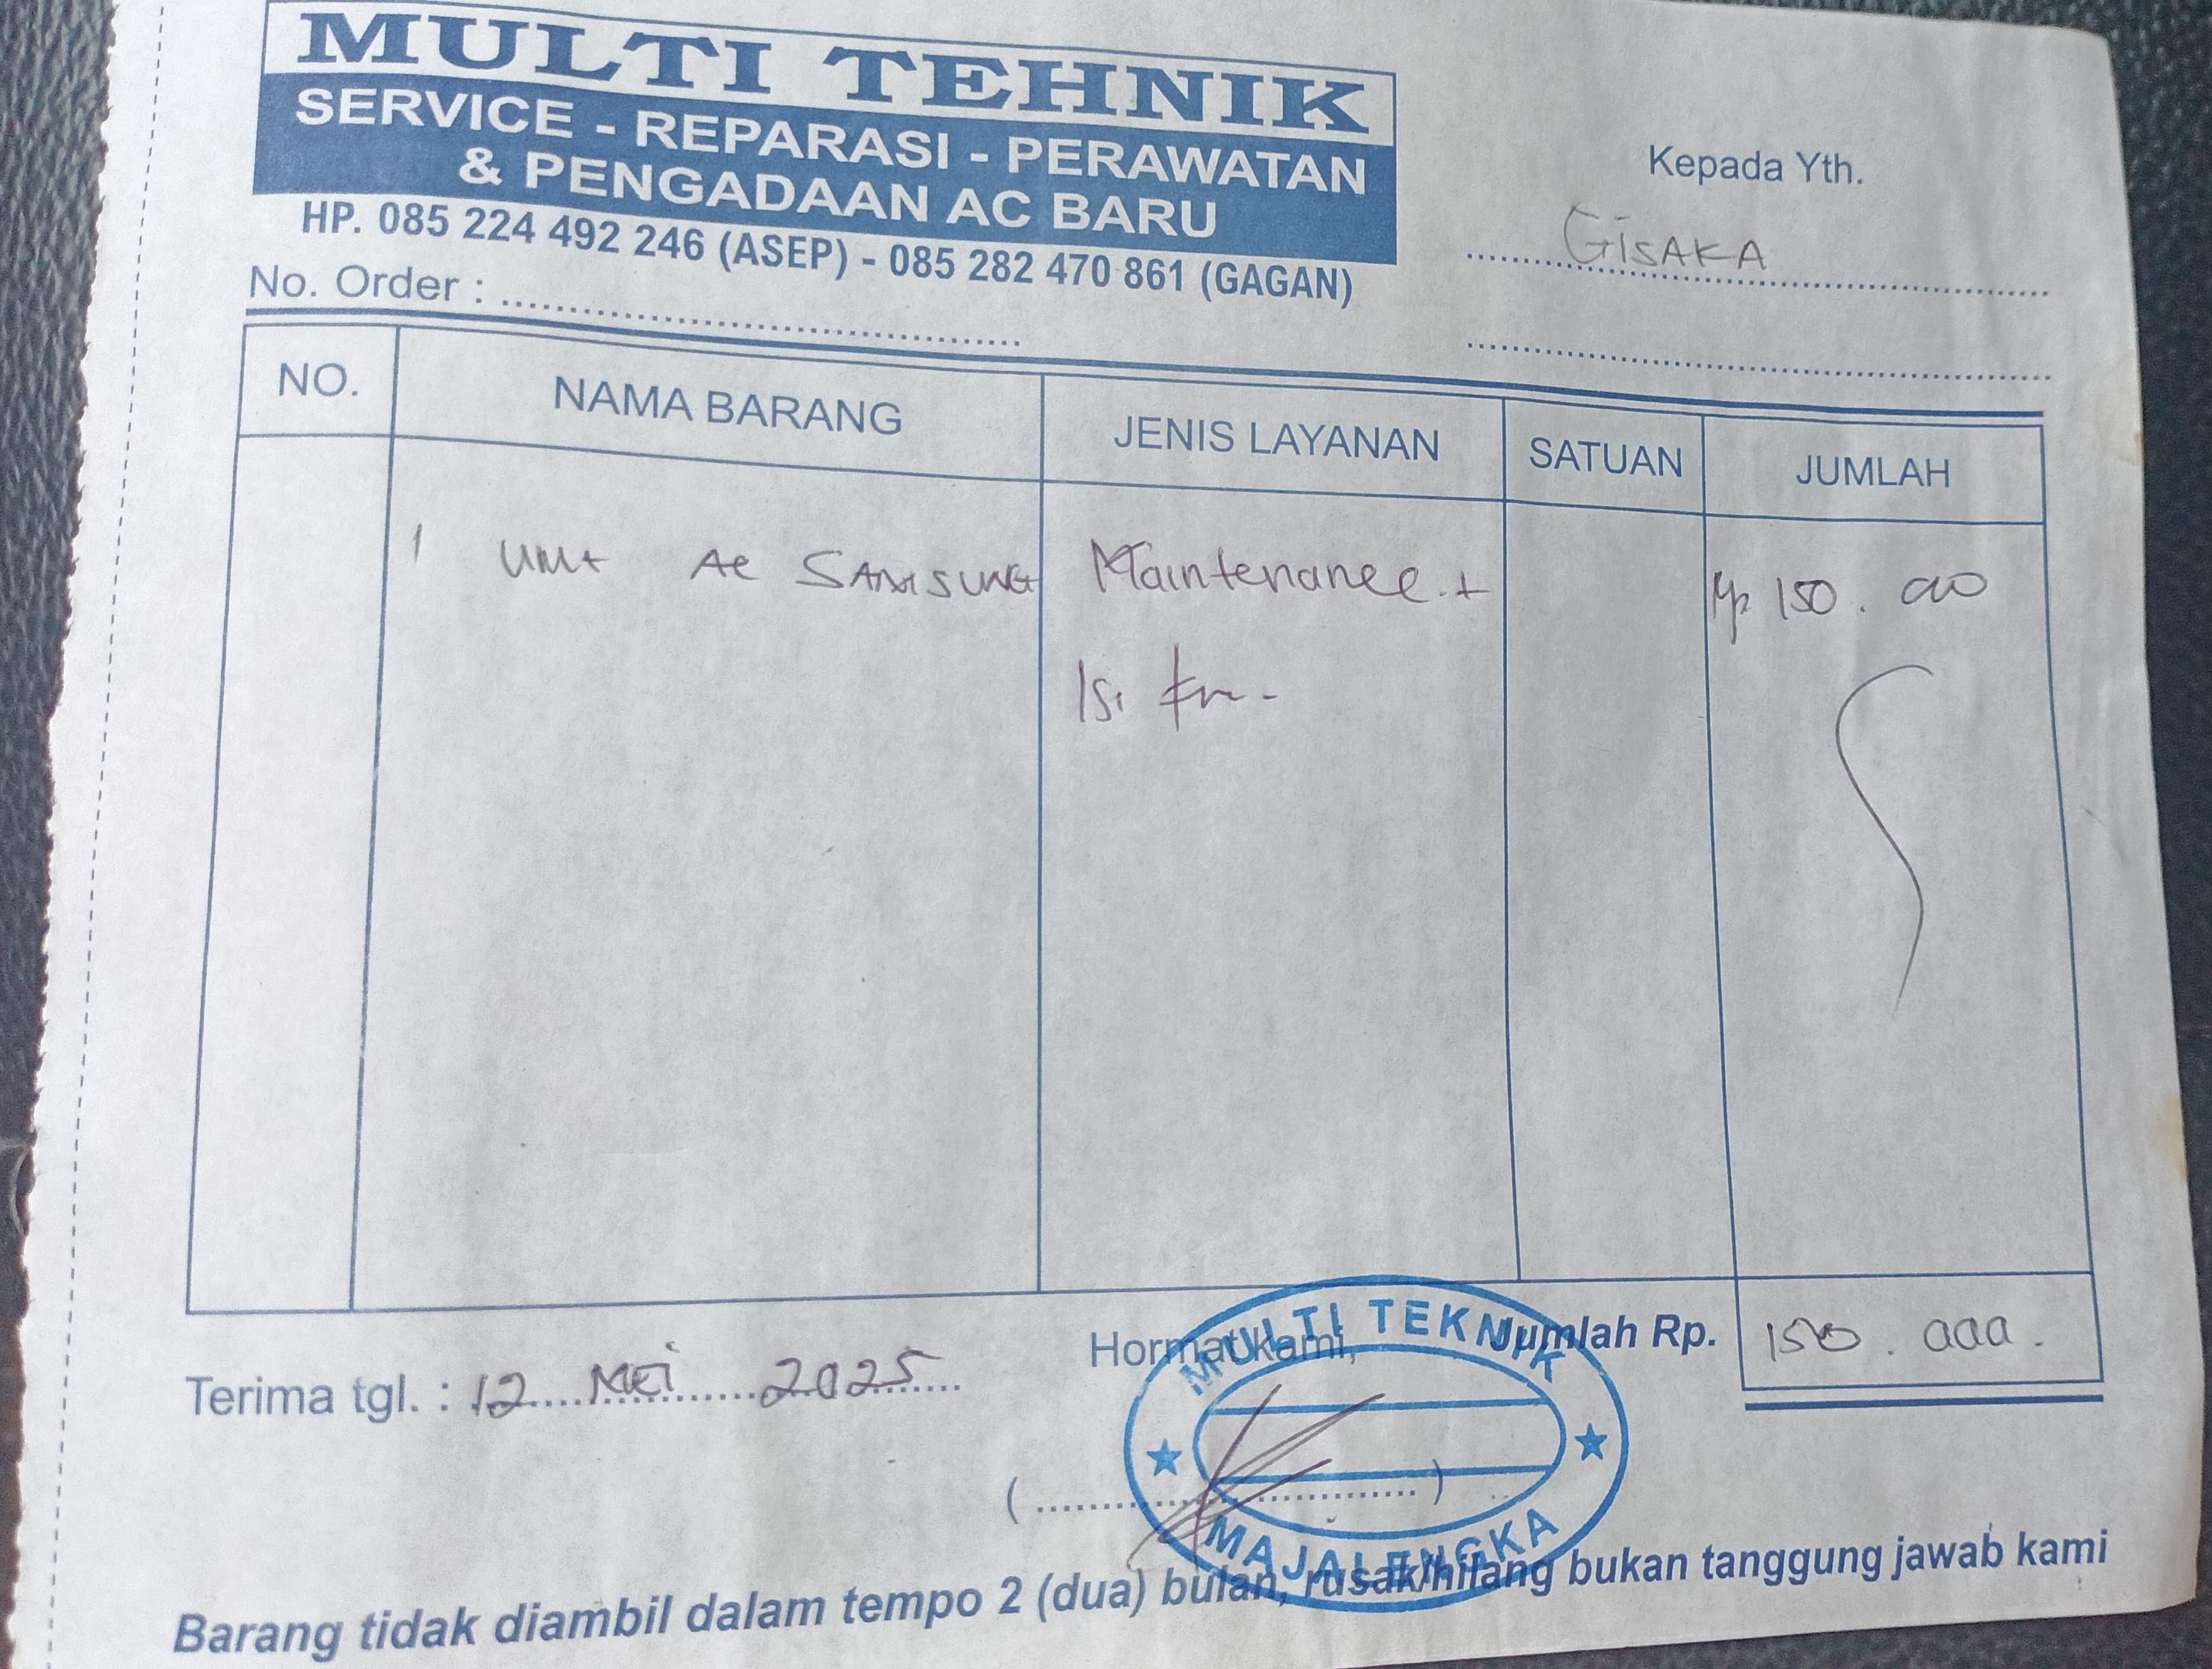 MULTI TEHNIK
SERVICE - REPARASI - PERAWATAN
& PENGADAAN AC BARU
HP. 085 224 492 246 (ASEP) - 085 282 470 861 (GAGAN)
No. Order :
Kepada Yth.
GISAKA
NO. NAMA BARANG JENIS LAYANAN SATUAN JUMLAH
1 Unit AC SAMSUNG Maintenance + Rp 150.000
Isi
Jumlah Rp. 150.000.
Terima tgl. : 12 Mei 2025
Hormat kami,
MULTI TEKNIK
MAJALENGKA
Barang tidak diambil dalam tempo 2 (dua) bulan, rusak/hilang bukan tanggung jawab kami